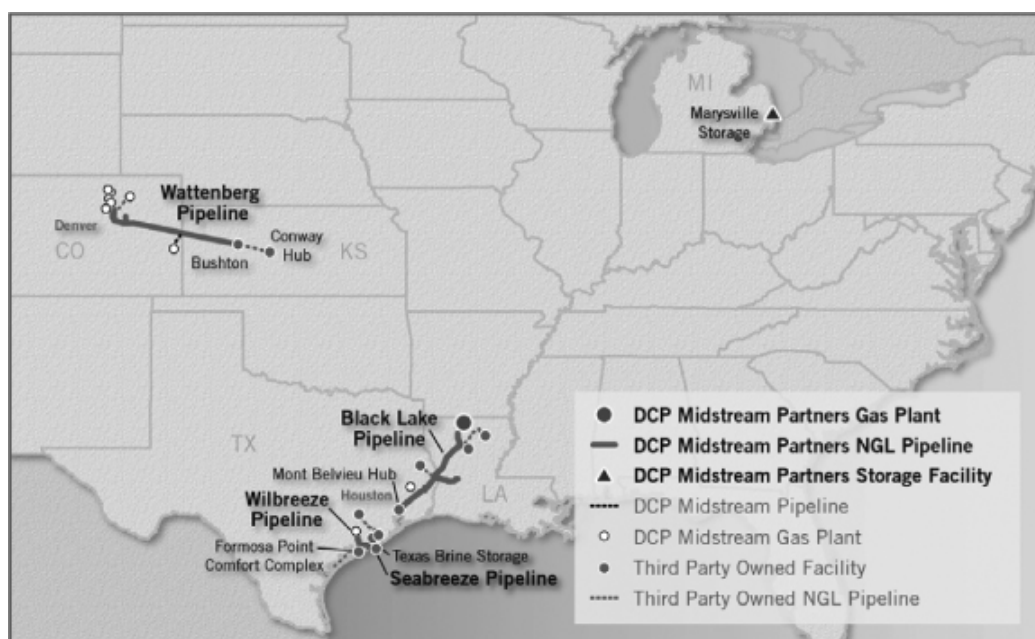 MI
Marysville
Storage
Wattenberg
Pipeline
Denver
CO
Bushton
Conway
Hub
KS
Black Lake
Pipeline
TX
Mont Belvieu Hub
Houston
LA
Wilbreeze
Pipeline
Formosa Point
Comfort Complex
Texas Brine Storage
Seabreeze Pipeline
DCP Midstream Partners Gas Plant
DCP Midstream Partners NGL Pipeline
DCP Midstream Partners Storage Facility
DCP Midstream Pipeline
DCP Midstream Gas Plant
Third Party Owned Facility
Third Party Owned NGL Pipeline